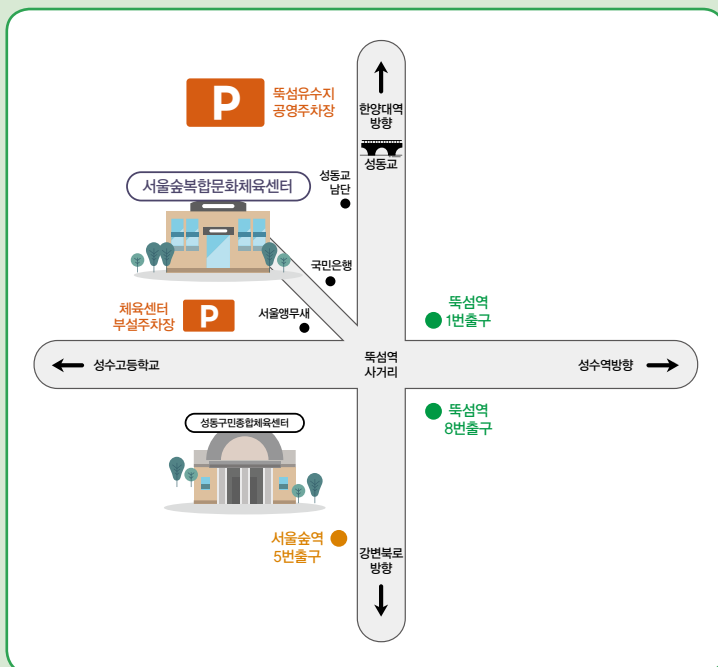 P
뚝섬유수지
공영주차장
한양대역
방향
성동교
성동교
남단
서울숲복합문화체육센터
국민은행
체육센터
부설주차장
P
서울앵무새
뚝섬역
1번출구
성수고등학교
뚝섬역
사거리
성수역방향
뚝섬역
8번출구
성동구민종합체육센터
서울숲역
5번출구
강변북로
방향